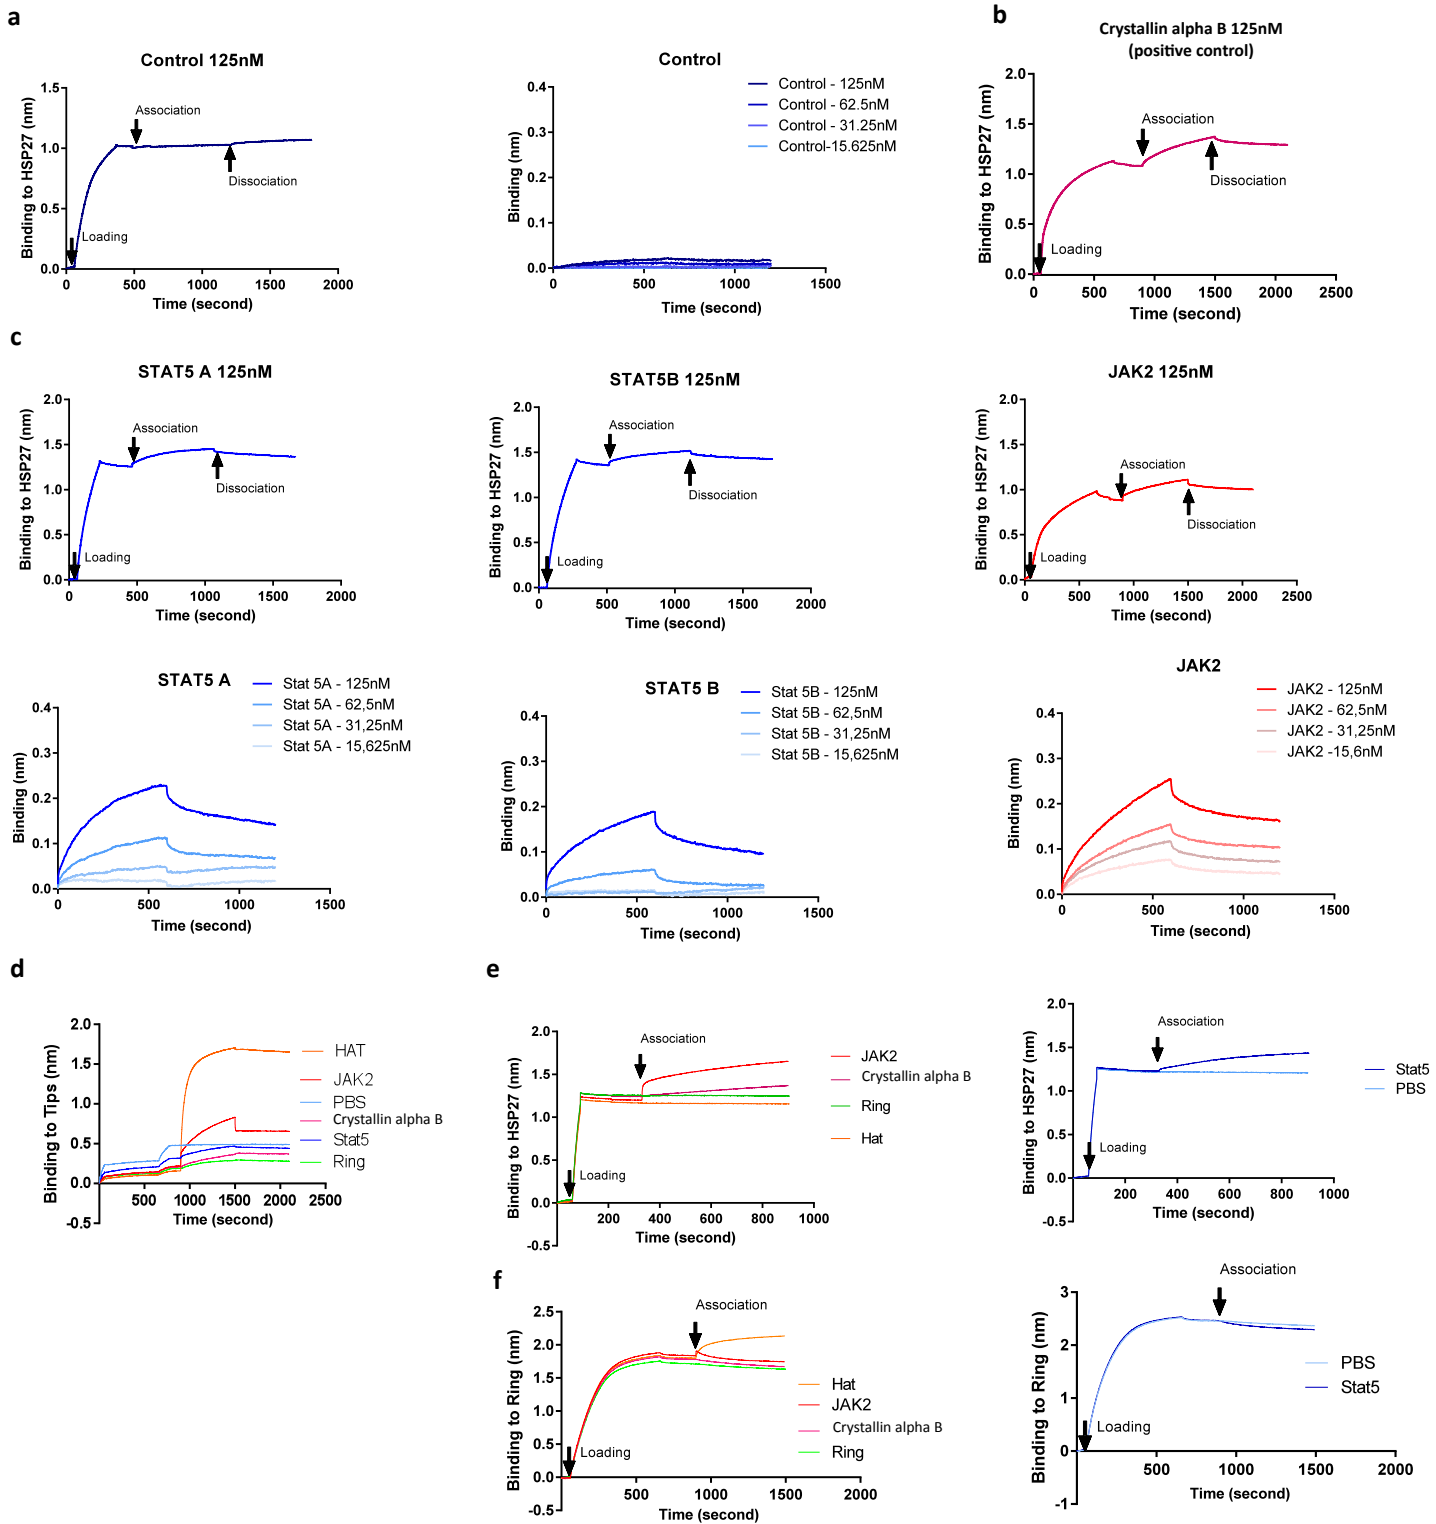 a
Control 125nM
Binding to HSP27 (nm)
1.5
1.0
0.5
0.0
Association
Dissociation
Loading
0 500 1000 1500 2000
Time (second)
Control
Binding (nm)
0.4
0.3
0.2
0.1
0.0
Control - 125nM
Control - 62.5nM
Control - 31.25nM
Control-15.625nM
0 500 1000 1500
Time (second)
b
Crystallin alpha B 125nM
(positive control)
Binding to HSP27 (nm)
2.0
1.5
1.0
0.5
0.0
Association
Dissociation
Loading
0 500 1000 1500 2000 2500
Time (second)
c
STAT5 A 125nM
Binding to HSP27 (nm)
2.0
1.5
1.0
0.5
0.0
Association
Dissociation
Loading
0 500 1000 1500 2000
Time (second)
STAT5B 125nM
Binding to HSP27 (nm)
2.0
1.5
1.0
0.5
0.0
Association
Dissociation
Loading
0 500 1000 1500 2000
Time (second)
JAK2 125nM
Binding to HSP27 (nm)
2.0
1.5
1.0
0.5
0.0
Association
Dissociation
Loading
0 500 1000 1500 2000 2500
Time (second)
STAT5 A
Binding (nm)
0.4
0.3
0.2
0.1
0.0
Stat 5A - 125nM
Stat 5A - 62,5nM
Stat 5A - 31,25nM
Stat 5A - 15,625nM
0 500 1000 1500
Time (second)
STAT5 B
Binding (nm)
0.4
0.3
0.2
0.1
0.0
Stat 5B - 125nM
Stat 5B - 62,5nM
Stat 5B - 31,25nM
Stat 5B - 15,625nM
0 500 1000 1500
Time (second)
JAK2
Binding (nm)
0.4
0.3
0.2
0.1
0.0
JAK2 - 125nM
JAK2 - 62,5nM
JAK2 - 31,25nM
JAK2 -15,6nM
0 500 1000 1500
Time (second)
d
Binding to Tips (nm)
2.0
1.5
1.0
0.5
0.0
-0.5
HAT
JAK2
PBS
Crystallin alpha B
Stat5
Ring
500 1000 1500 2000 2500
Time (second)
e
Binding to HSP27 (nm)
2.0
1.5
1.0
0.5
0.0
-0.5
Association
Loading
JAK2
Crystallin alpha B
Ring
Hat
200 400 600 800 1000
Time (second)
Binding to HSP27 (nm)
2.0
1.5
1.0
0.5
0.0
-0.5
Association
Loading
Stat5
PBS
200 400 600 800 1000
Time (second)
f
Binding to Ring (nm)
2.5
2.0
1.5
1.0
0.5
0.0
-0.5
Association
Loading
Hat
JAK2
Crystallin alpha B
Ring
500 1000 1500 2000
Time (second)
Binding to Ring (nm)
3
2
1
0
-1
Association
Loading
PBS
Stat5
500 1000 1500 2000
Time (second)